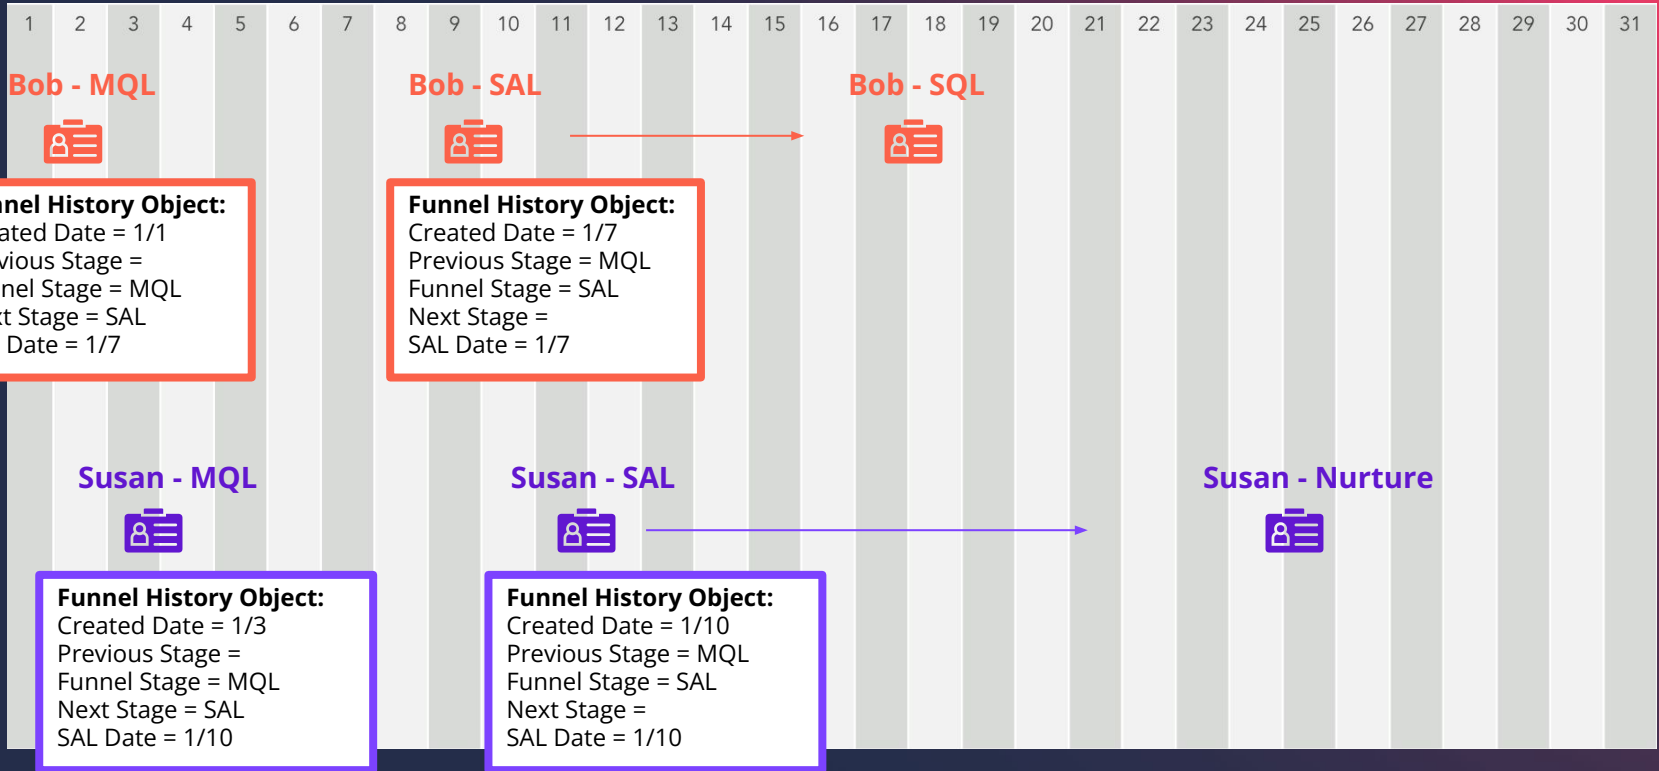 1 2 3 4 5 6 7 8 9 10 11 12 13 14 15 16 17 18 19 20 21 22 23 24 25 26 27 28 29 30 31
Bob - MQL Bob - SAL Bob - SQL
History Object:
Date = 1/1
Stage =
Stage = MQL
Stage = SAL
Date = 1/7
Funnel History Object:
Created Date = 1/7
Previous Stage = MQL
Funnel Stage = SAL
Next Stage =
SAL Date = 1/7
Susan - MQL Susan - SAL Susan - Nurture
Funnel History Object:
Created Date = 1/3
Previous Stage =
Funnel Stage = MQL
Next Stage = SAL
SAL Date = 1/10
Funnel History Object:
Created Date = 1/10
Previous Stage = MQL
Funnel Stage = SAL
Next Stage =
SAL Date = 1/10